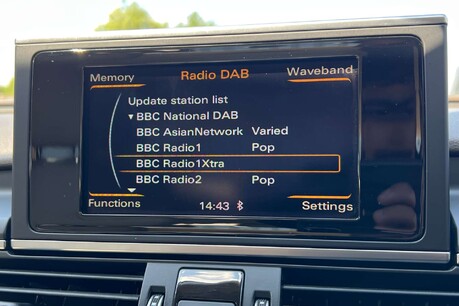 Memory Radio DAB Waveband
Update station list
▼ BBC National DAB
BBC AsianNetwork Varied
BBC Radio1 Pop
BBC Radio1Xtra
BBC Radio2 Pop
Functions 14:43 Settings